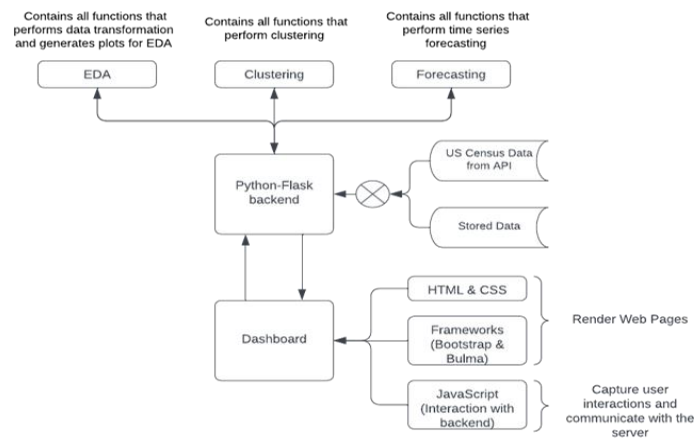 Contains all functions that
performs data transformation
and generates plots for EDA
Contains all functions that
perform clustering
Contains all functions that
perform time series
forecasting
EDA
Clustering
Forecasting
US Census Data
from API
Python-Flask
backend
Stored Data
HTML & CSS
Render Web Pages
Frameworks
(Bootstrap &
Bulma)
Dashboard
JavaScript
(Interaction with
backend)
Capture user
interactions and
communicate with the
server